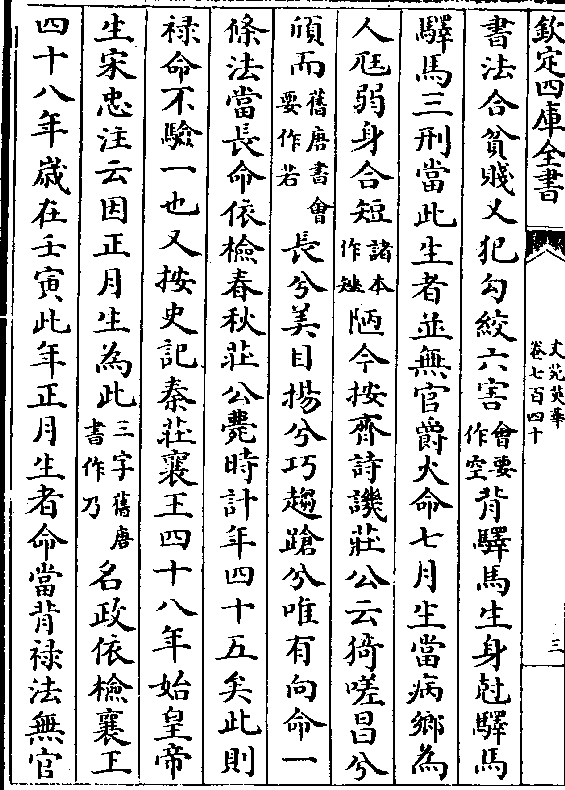 欽定四庫全書
文苑英華
卷七百四十
三
書法合貧賤又犯勾絞六害會要作空背驛馬生身尅驛馬
驛馬三刑當此生者並無官爵火命七月生當病鄉為
人尫弱身合短諸本作矬陋今按齊詩譏莊公云猗嗟昌兮
頎而舊唐書會要作若長兮美目揚兮巧趨蹌兮唯有向命一
條法當長命依檢春秋莊公薨時計年四十五矣此則
禄命不驗一也又按史記秦莊襄王四十八年始皇帝
生宋忠注云因正月生為此三字舊唐書作乃名政依檢襄王
四十八年歲在壬寅此年正月生者命當背禄法無官